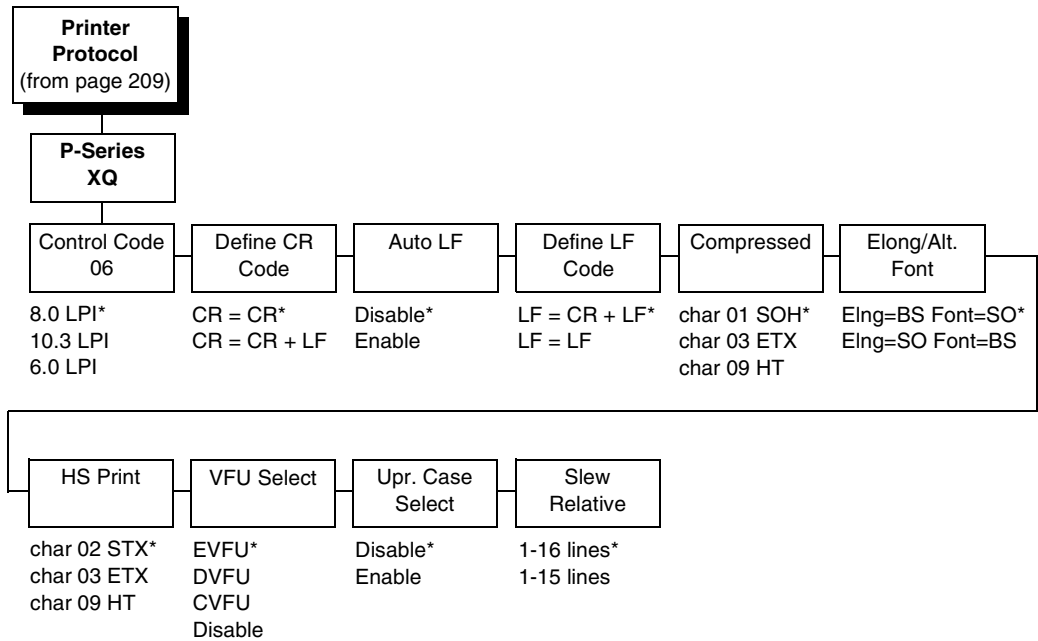 Printer
Protocol
(from page 209)
P-Series
XQ
Control Code
06
8.0 LPI*
10.3 LPI
6.0 LPI
Define CR
Code
CR = CR*
CR = CR + LF
Auto LF
Disable*
Enable
Define LF
Code
LF = CR + LF*
LF = LF
Compressed
char 01 SOH*
char 03 ETX
char 09 HT
Elong/Alt.
Font
Elng=BS Font=SO*
Elng=SO Font=BS
HS Print
char 02 STX*
char 03 ETX
char 09 HT
VFU Select
EVFU*
DVFU
CVFU
Disable
Upr. Case
Select
Disable*
Enable
Slew
Relative
1-16 lines*
1-15 lines